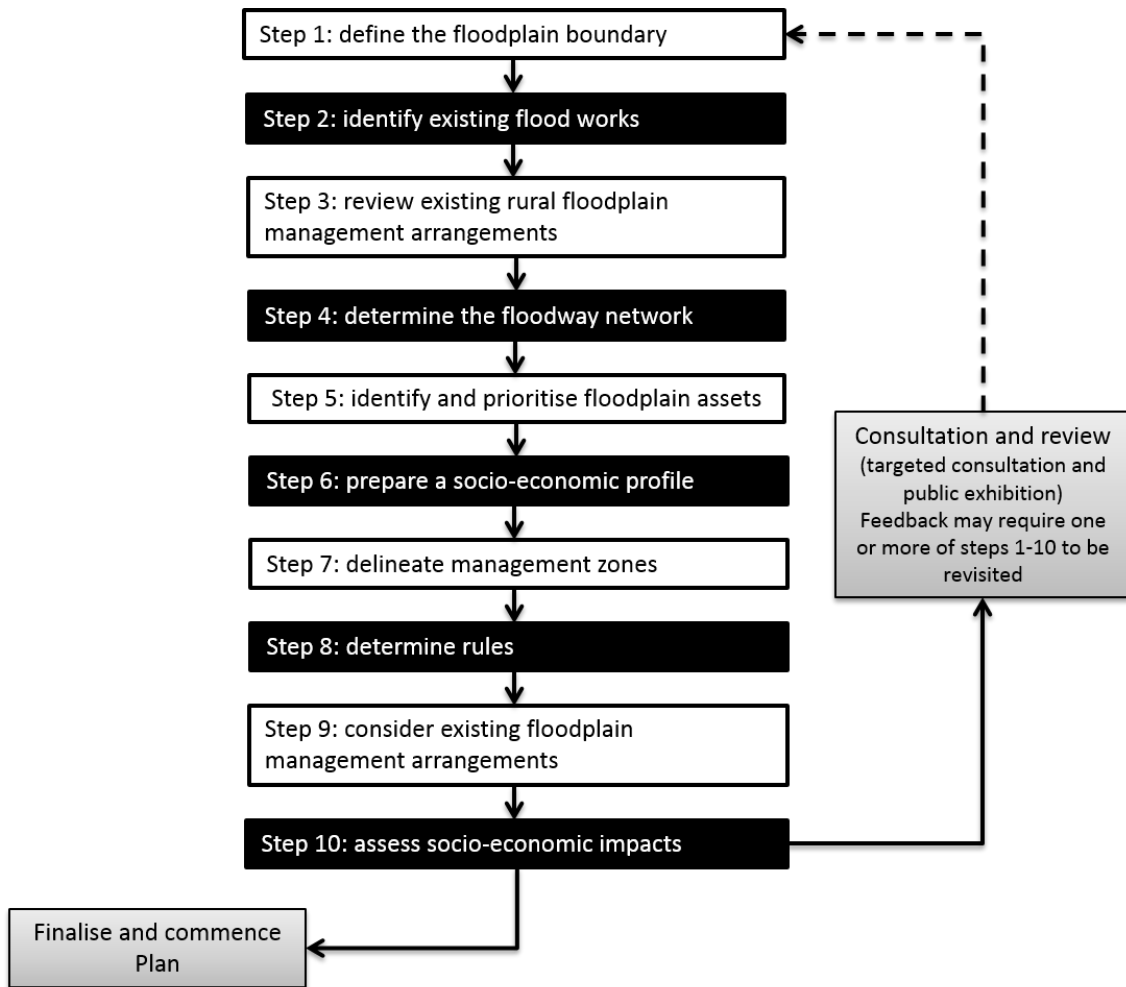 Step 1: define the floodplain boundary
Step 2: identify existing flood works
Step 3: review existing rural floodplain
management arrangements
Step 4: determine the floodway network
Step 5: identify and prioritise floodplain assets
Step 6: prepare a socio-economic profile
Step 7: delineate management zones
Step 8: determine rules
Step 9: consider existing floodplain
management arrangements
Step 10: assess socio-economic impacts
Consultation and review
(targeted consultation and
public exhibition)
Feedback may require one
or more of steps 1-10 to be
revisited
Finalise and commence
Plan